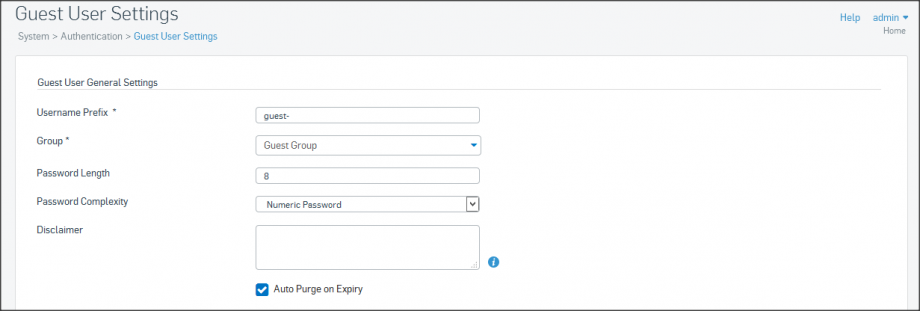 Guest User Settings
Help admin
System > Authentication > Guest User Settings
Home
Guest User General Settings
Username Prefix *
guest-
Group *
Guest Group
Password Length
8
Password Complexity
Numeric Password
Disclaimer
i
Auto Purge on Expiry